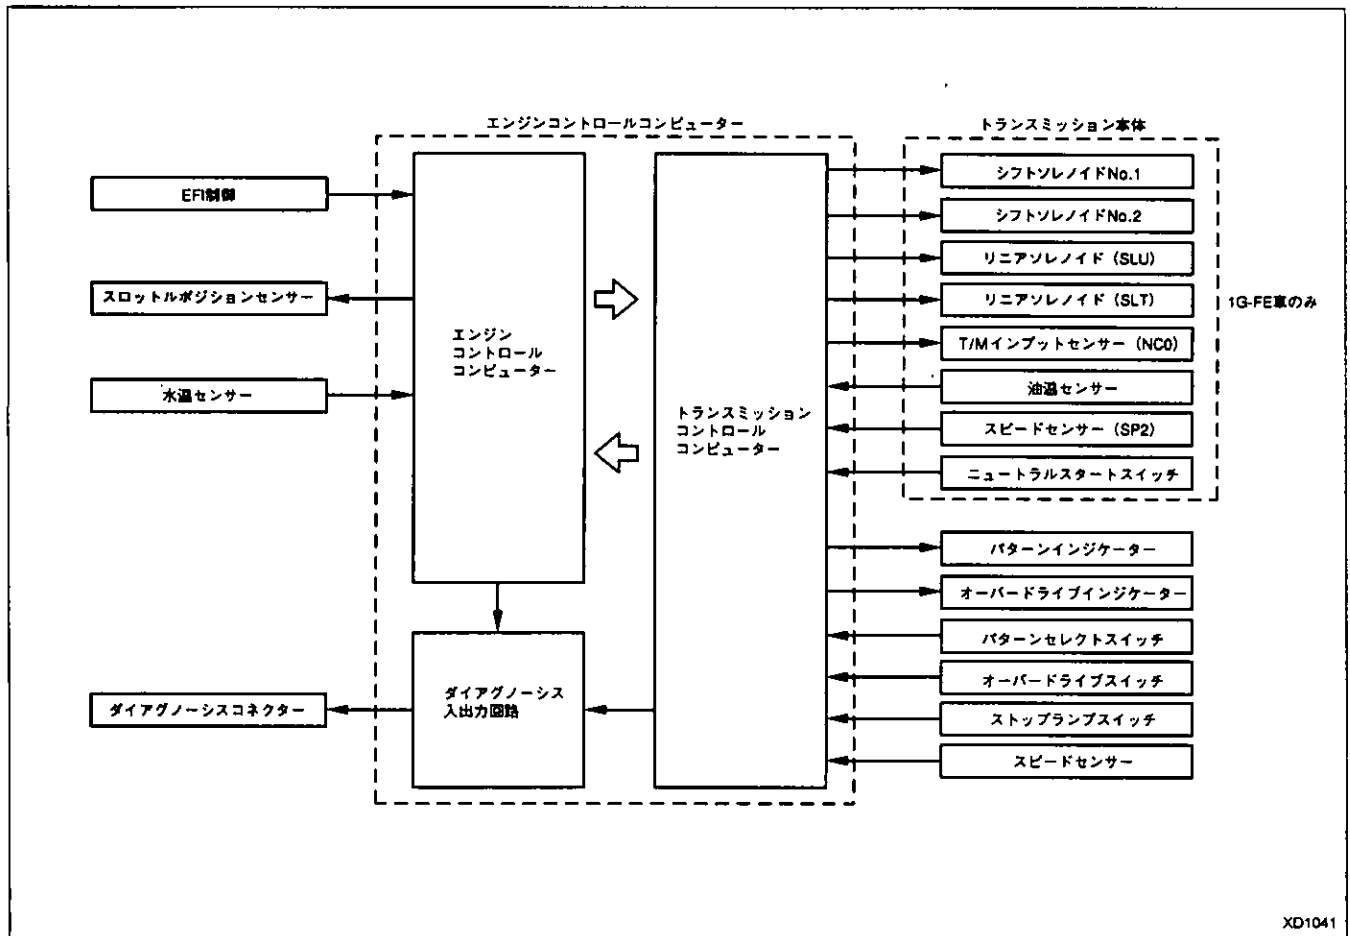 エンジンコントロールコンピューター
トランスミッション本体
EFI制御
スロットルポジションセンサー
水温センサー
エンジン
コントロール
コンピューター
トランスミッション
コントロール
コンピューター
ダイアグノーシス
入出力回路
ダイアグノーシスコネクター
シフトソレノイドNo.1
シフトソレノイドNo.2
リニアソレノイド（SLU）
リニアソレノイド（SLT）
1G-FE車のみ
T/Mインプットセンサー（NC0）
油温センサー
スピードセンサー（SP2）
ニュートラルスタートスイッチ
パターンインジケーター
オーバードライブインジケーター
パターンセレクトスイッチ
オーバードライブスイッチ
ストップランプスイッチ
スピードセンサー
XD1041